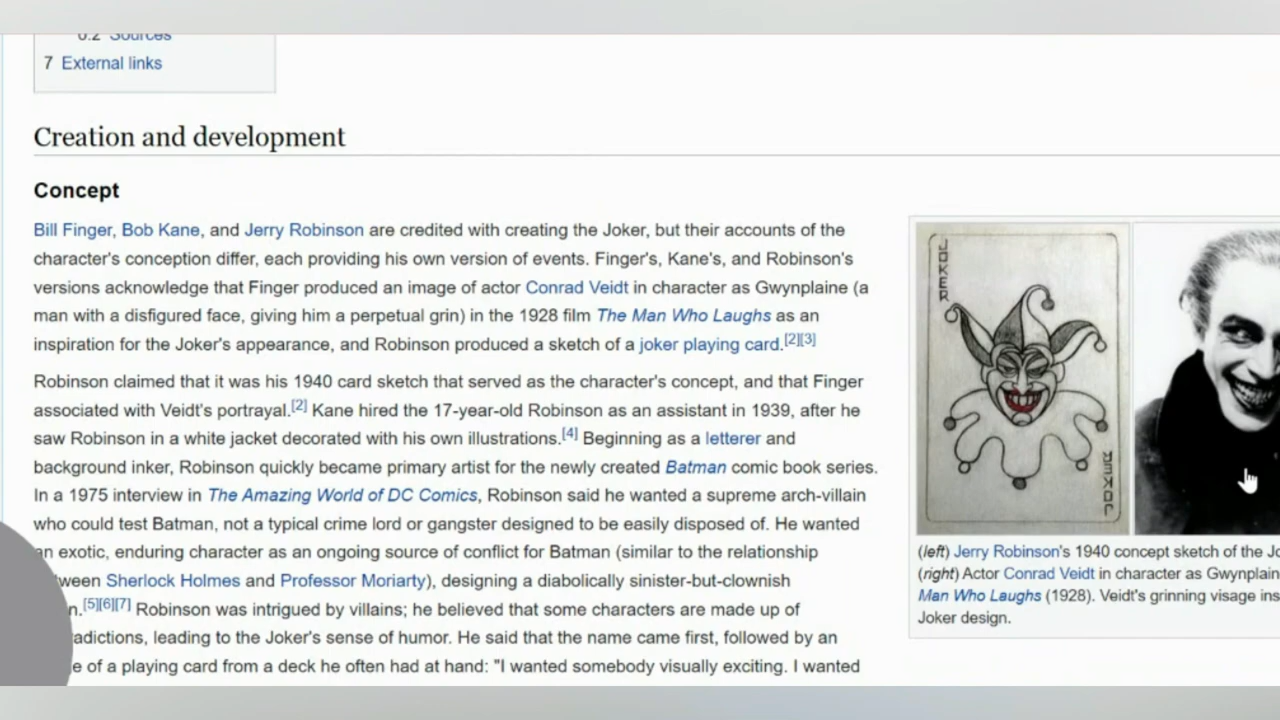 Sources
7 External links
Creation and development
Concept
Bill Finger, Bob Kane, and Jerry Robinson are credited with creating the Joker, but their accounts of the
character's conception differ, each providing his own version of events. Finger's, Kane's, and Robinson's
versions acknowledge that Finger produced an image of actor Conrad Veidt in character as Gwynplaine (a
man with a disfigured face, giving him a perpetual grin) in the 1928 film The Man Who Laughs as an
inspiration for the Joker's appearance, and Robinson produced a sketch of a joker playing card.[2][3]
Robinson claimed that it was his 1940 card sketch that served as the character's concept, and that Finger
associated with Veidt's portrayal.[2] Kane hired the 17-year-old Robinson as an assistant in 1939, after he
saw Robinson in a white jacket decorated with his own illustrations.[4] Beginning as a letterer and
background inker, Robinson quickly became primary artist for the newly created Batman comic book series.
In a 1975 interview in The Amazing World of DC Comics, Robinson said he wanted a supreme arch-villain
who could test Batman, not a typical crime lord or gangster designed to be easily disposed of. He wanted
an exotic, enduring character as an ongoing source of conflict for Batman (similar to the relationship
Sherlock Holmes and Professor Moriarty), designing a diabolically sinister-but-clownish
[5][6][7] Robinson was intrigued by villains; he believed that some characters are made up of
leading to the Joker's sense of humor. He said that the name came first, followed by an
of a playing card from a deck he often had at hand: "I wanted somebody visually exciting. I wanted
JOKER
JOKER
(left) Jerry Robinson's 1940 concept sketch of the
(right) Actor Conrad Veidt in character as
Man Who Laughs (1928). Veidt's grinning visage
Joker design.